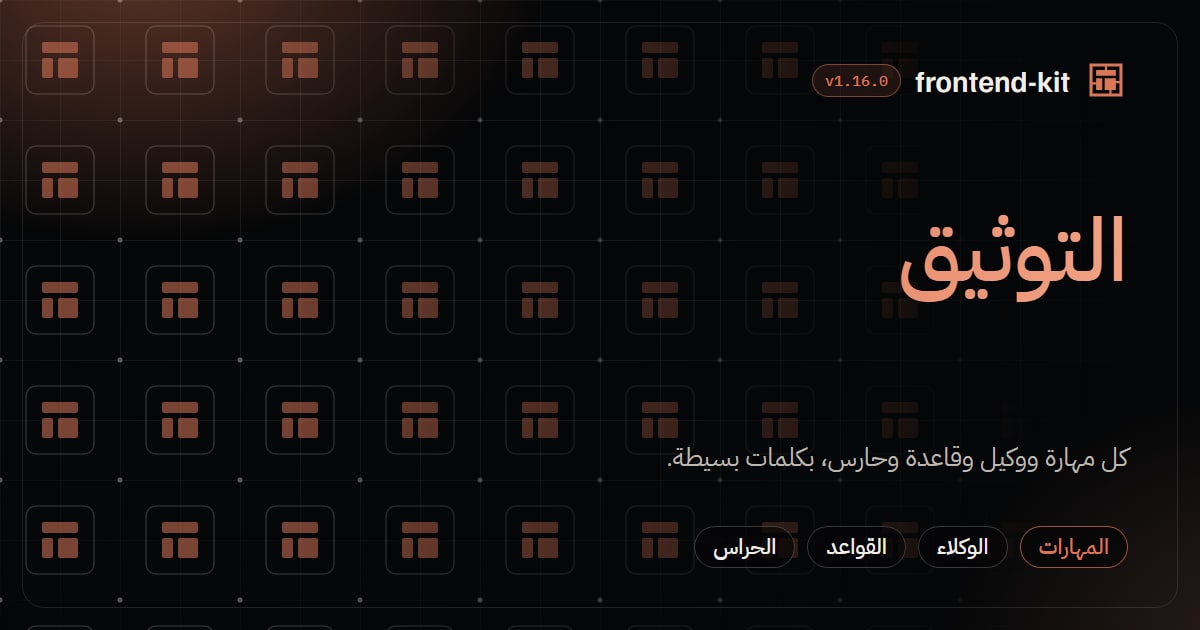 frontend-kit v1.16.0
التوثيق
كل مهارة ووكيل وقاعدة وحارس، بكلمات بسيطة.
المهارات الوكلاء القواعد الحراس